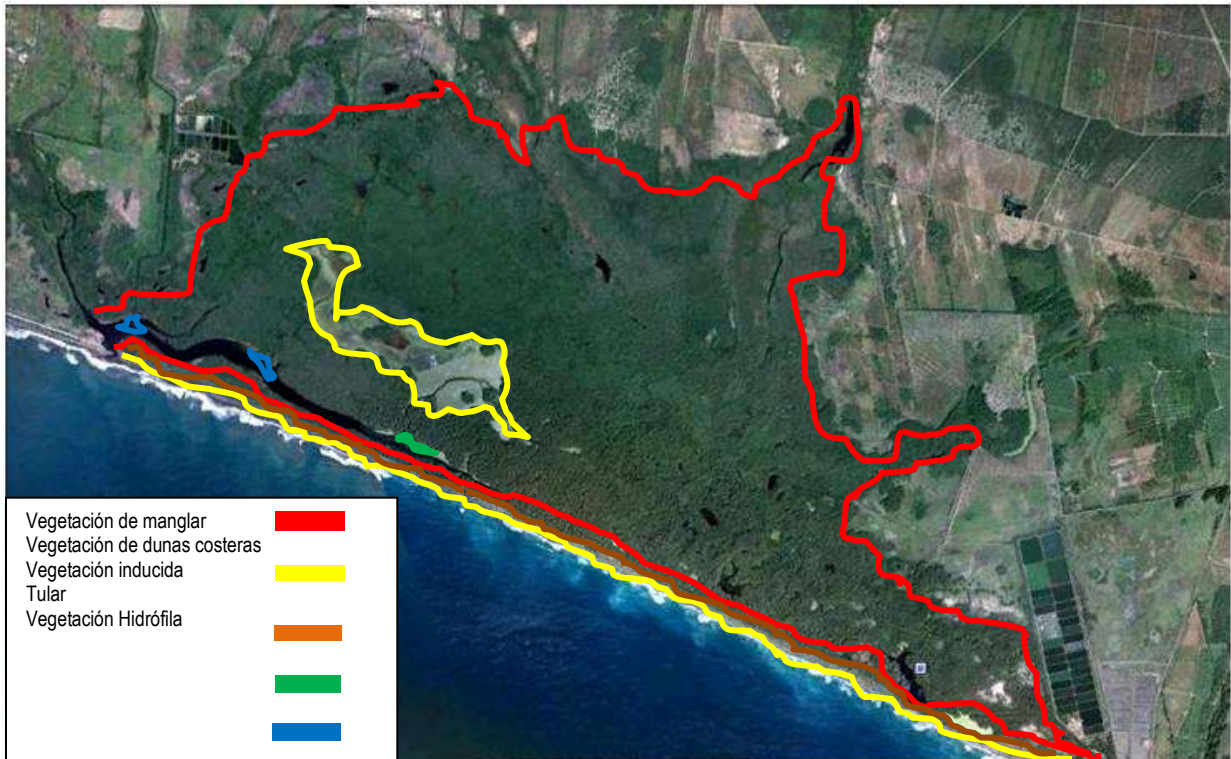 Vegetación de manglar
Vegetación de dunas costeras
Vegetación inducida
Tular
Vegetación Hidrófila